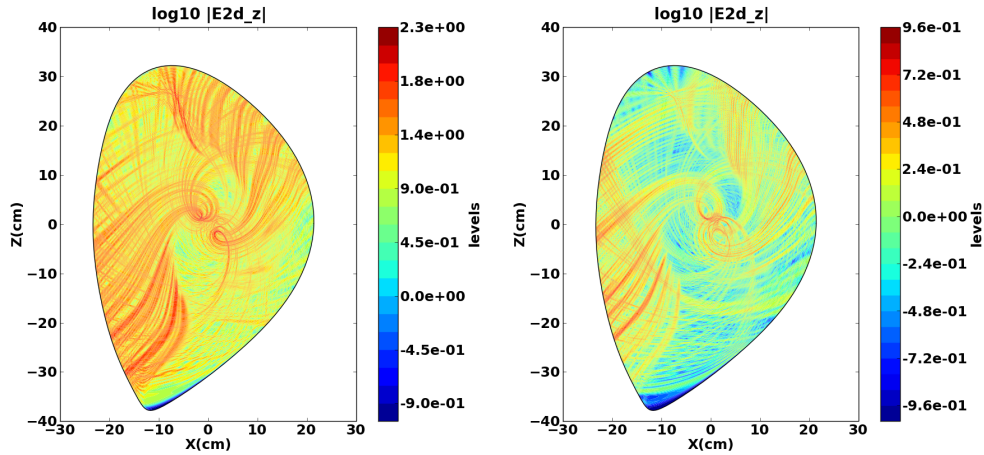 log10 |E2d_z|
40
30
20
10
0
−10
−20
−30
−40
Z(cm)
−30 −20 −10 0 10 20 30
X(cm)
2.3e+00
1.8e+00
1.4e+00
9.0e-01
4.5e-01
0.0e+00
-4.5e-01
-9.0e-01
levels
log10 |E2d_z|
40
30
20
10
0
−10
−20
−30
−40
Z(cm)
−30 −20 −10 0 10 20 30
X(cm)
9.6e-01
7.2e-01
4.8e-01
2.4e-01
0.0e+00
-2.4e-01
-4.8e-01
-7.2e-01
-9.6e-01
levels